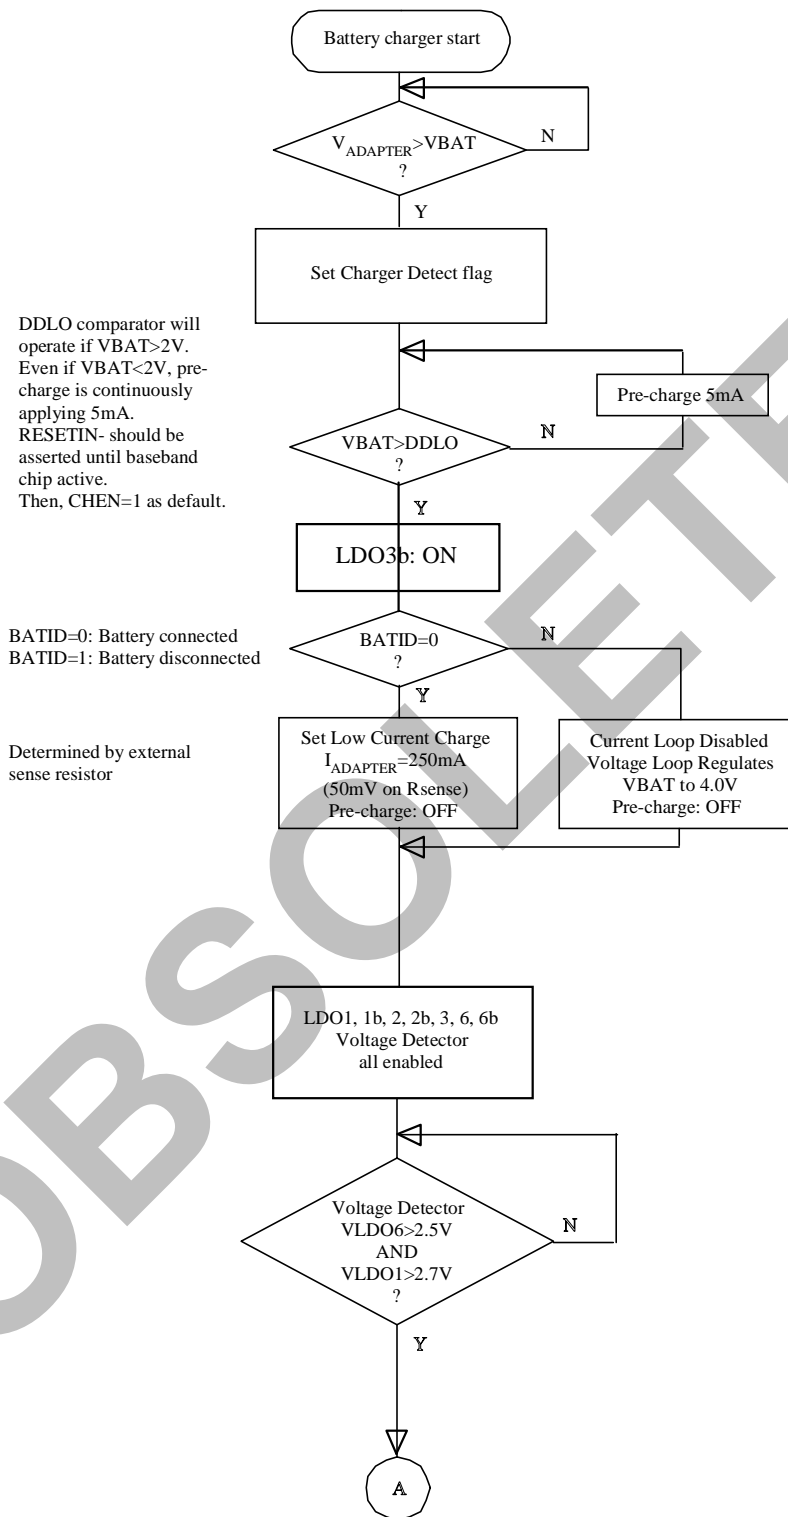 Battery charger start
V_ADAPTER>VBAT
?
N
Y
Set Charger Detect flag
DDLO comparator will
operate if VBAT>2V.
Even if VBAT<2V, pre-
charge is continuously
applying 5mA.
RESETIN- should be
asserted until baseband
chip active.
Then, CHEN=1 as default.
Pre-charge 5mA
VBAT>DDLO
?
N
Y
LDO3b: ON
BATID=0: Battery connected
BATID=1: Battery disconnected
BATID=0
?
N
Y
Determined by external
sense resistor
Set Low Current Charge
I_ADAPTER=250mA
(50mV on Rsense)
Pre-charge: OFF
Current Loop Disabled
Voltage Loop Regulates
VBAT to 4.0V
Pre-charge: OFF
LDO1, 1b, 2, 2b, 3, 6, 6b
Voltage Detector
all enabled
Voltage Detector
VLDO6>2.5V
AND
VLDO1>2.7V
?
N
Y
A
OBSOLETE